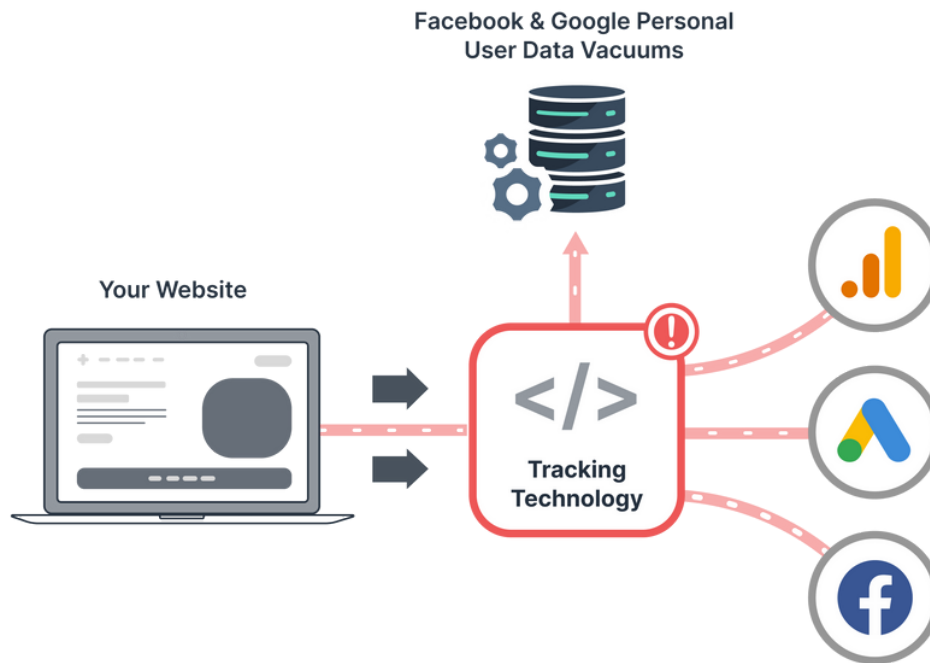 Facebook & Google Personal
User Data Vacuums
Your Website
</>
Tracking
Technology